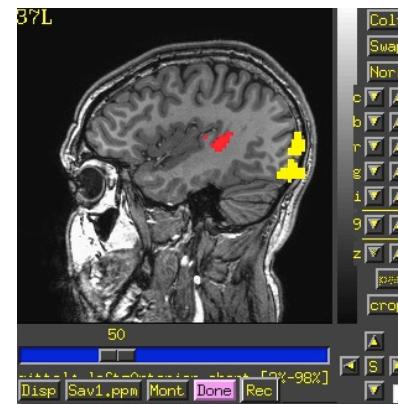 37L
Col
Swap
Nor
c
b
r
g
i
9
z
crop
50
[2%-98%]
S
Disp Sav1.ppm Mont Done Rec